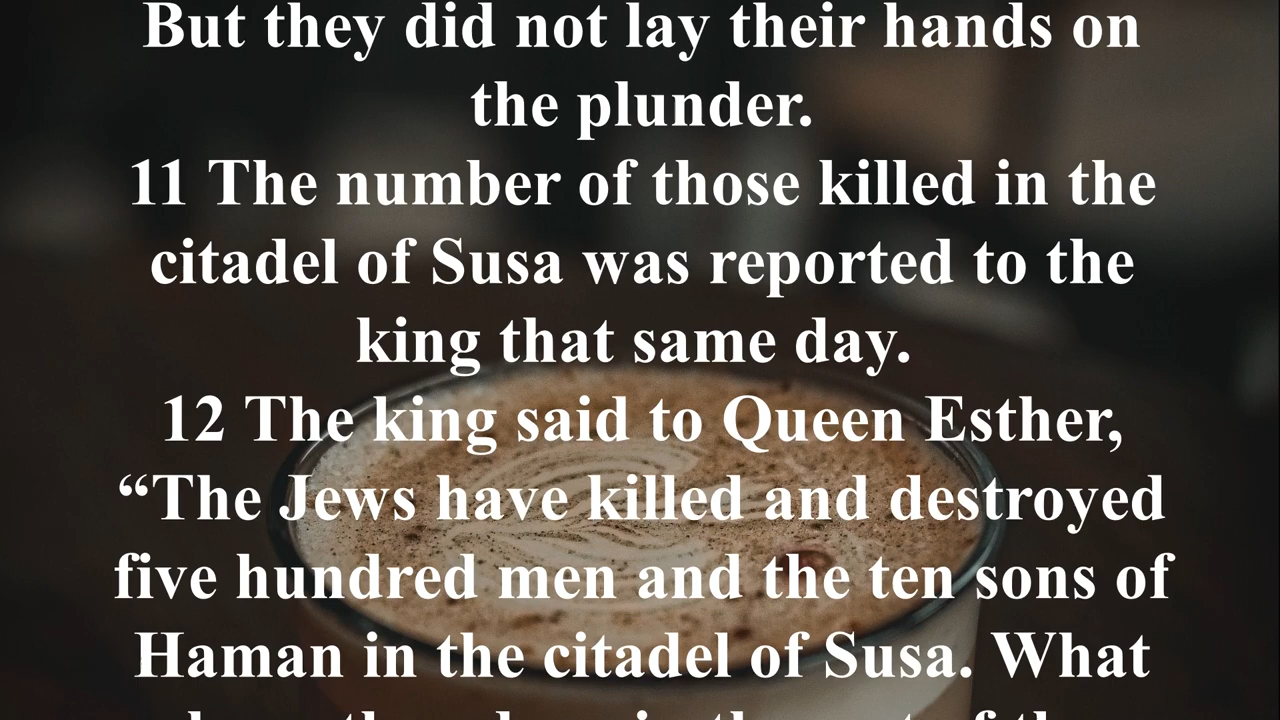 But they did not lay their hands on
the plunder.
11 The number of those killed in the
citadel of Susa was reported to the
king that same day.
12 The king said to Queen Esther,
“The Jews have killed and destroyed
five hundred men and the ten sons of
Haman in the citadel of Susa. What